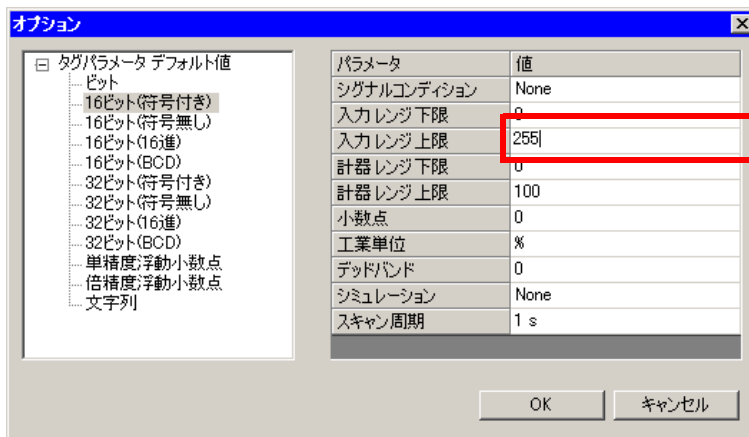 オプション
タグパラメータ デフォルト値
ビット
16ビット(符号付き)
16ビット(符号無し)
16ビット(16進)
16ビット(BCD)
32ビット(符号付き)
32ビット(符号無し)
32ビット(16進)
32ビット(BCD)
単精度浮動小数点
倍精度浮動小数点
文字列
パラメータ 値
シグナルコンディション None
入力レンジ下限 0
入力レンジ上限 255
計器レンジ下限 0
計器レンジ上限 100
小数点 0
工業単位 %
デッドバンド 0
シミュレーション None
スキャン周期 1 s
OK キャンセル